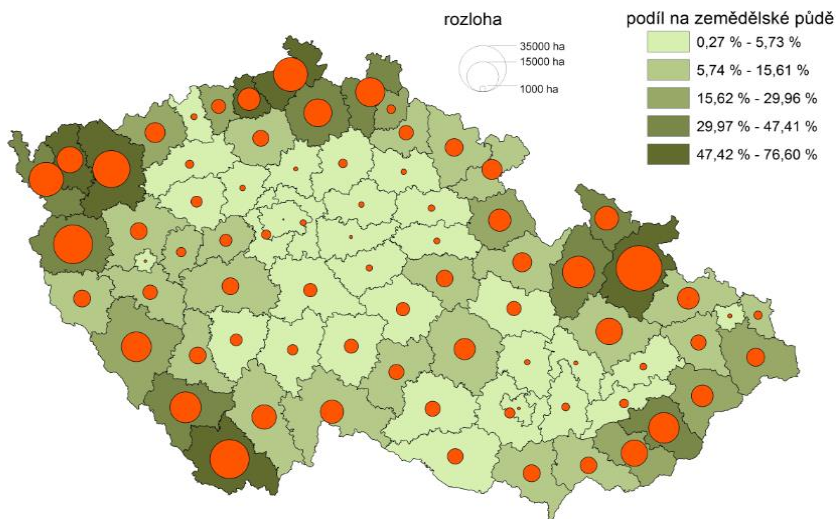 rozloha
35000 ha
15000 ha
1000 ha
podíl na zemědělské půdě
0,27 % - 5,73 %
5,74 % - 15,61 %
15,62 % - 29,96 %
29,97 % - 47,41 %
47,42 % - 76,60 %